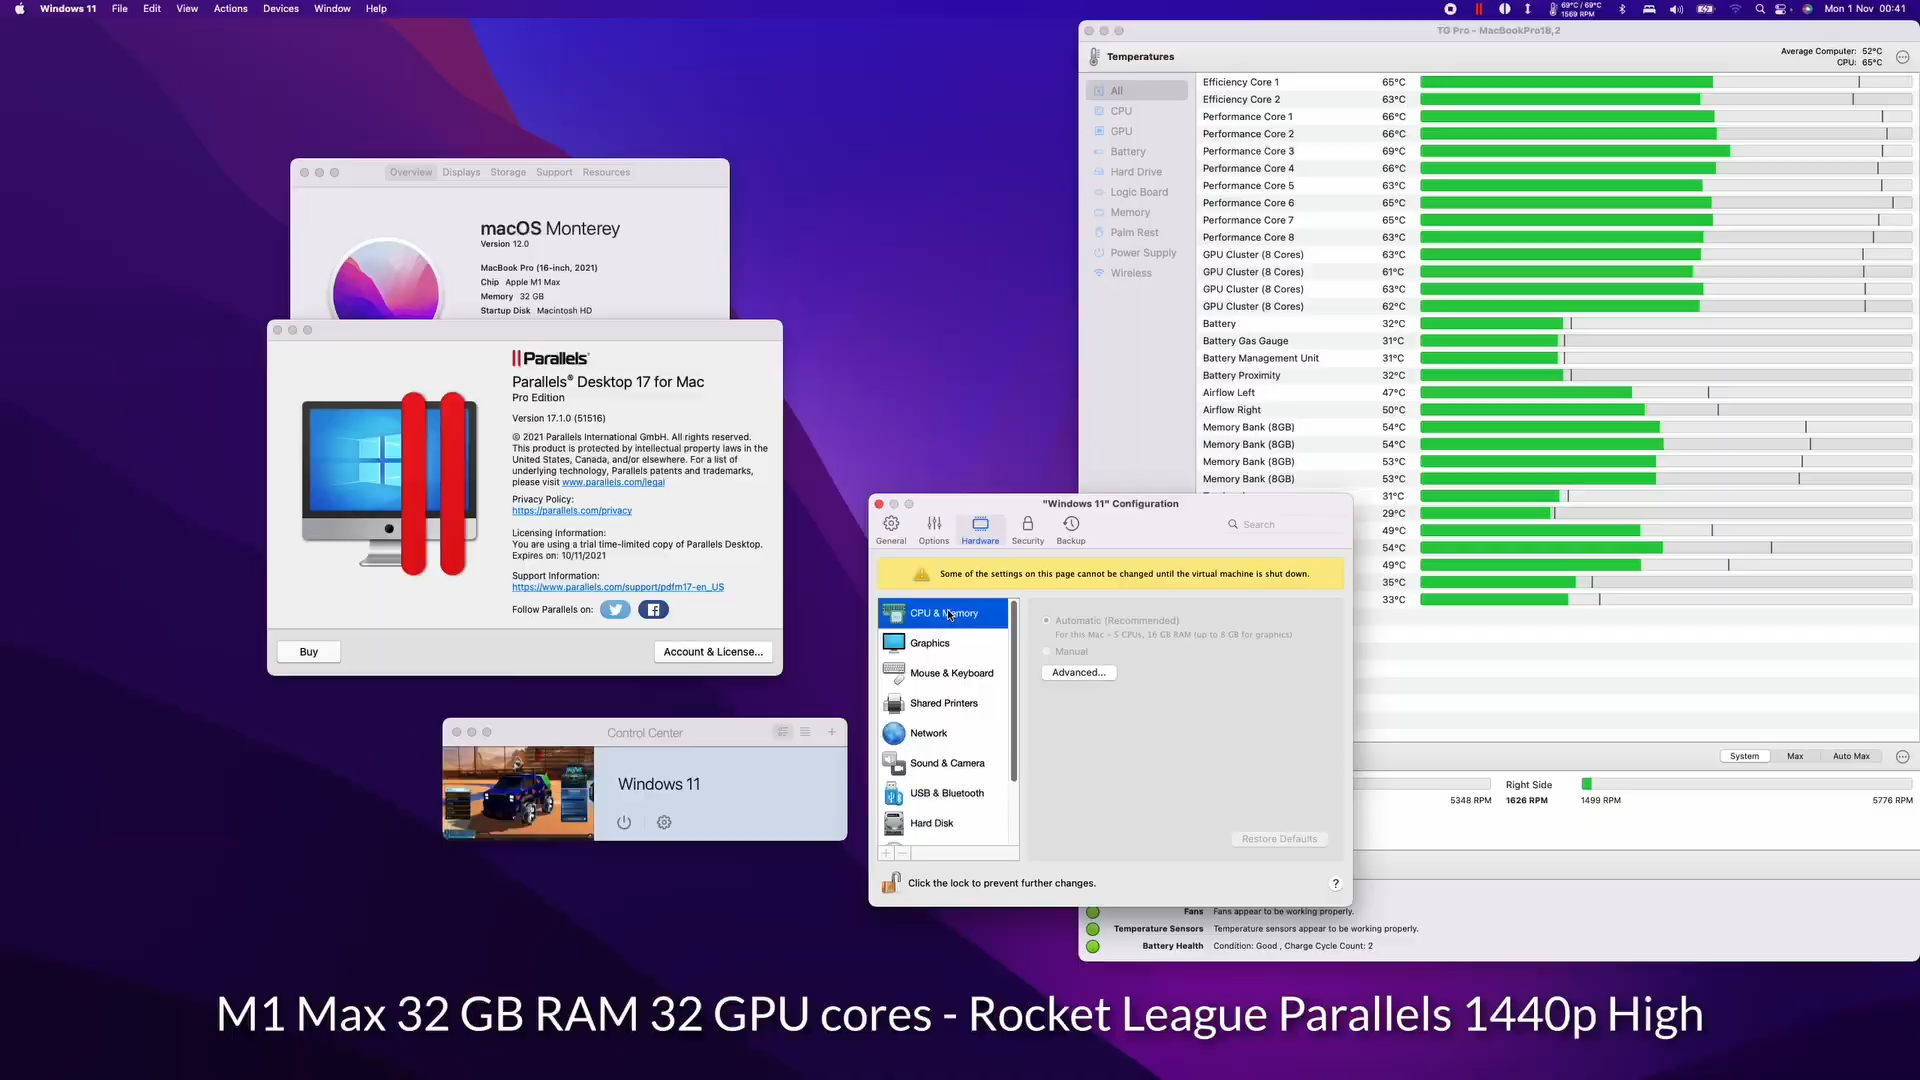 Windows 11 File Edit View Actions Devices Window Help
69°C / 69°C
1569 RPM
Mon 1 Nov 00:41
TG Pro - MacBookPro18,2
Temperatures
Average Computer: 52°C
CPU: 65°C
All
CPU
GPU
Battery
Hard Drive
Logic Board
Memory
Palm Rest
Power Supply
Wireless
Efficiency Core 1 65°C
Efficiency Core 2 63°C
Performance Core 1 66°C
Performance Core 2 66°C
Performance Core 3 69°C
Performance Core 4 66°C
Performance Core 5 63°C
Performance Core 6 65°C
Performance Core 7 65°C
Performance Core 8 63°C
GPU Cluster (8 Cores) 63°C
GPU Cluster (8 Cores) 61°C
GPU Cluster (8 Cores) 63°C
GPU Cluster (8 Cores) 62°C
Battery 32°C
Battery Gas Gauge 31°C
Battery Management Unit 31°C
Battery Proximity 32°C
Airflow Left 47°C
Airflow Right 50°C
Memory Bank (8GB) 54°C
Memory Bank (8GB) 54°C
Memory Bank (8GB) 53°C
Memory Bank (8GB) 53°C
31°C
29°C
49°C
54°C
49°C
35°C
33°C
System Max Auto Max
5348 RPM
Right Side
1626 RPM 1499 RPM 5776 RPM
Fans Fans appear to be working properly.
Temperature Sensors Temperature sensors appear to be working properly.
Battery Health Condition: Good , Charge Cycle Count: 2
Overview Displays Storage Support Resources
macOS Monterey
Version 12.0
MacBook Pro (16-inch, 2021)
Chip Apple M1 Max
Memory 32 GB
Startup Disk Macintosh HD
Parallels®
Parallels® Desktop 17 for Mac
Pro Edition
Version 17.1.0 (51516)
© 2021 Parallels International GmbH. All rights reserved.
This product is protected by intellectual property laws in the
United States, Canada, and/or elsewhere. For a list of
underlying technology, Parallels patents and trademarks,
please visit www.parallels.com/legal
Privacy Policy:
https://parallels.com/privacy
Licensing Information:
You are using a trial time-limited copy of Parallels Desktop.
Expires on: 10/11/2021
Support Information:
https://www.parallels.com/support/pdfm17-en_US
Follow Parallels on:
Buy
Account & License...
Control Center
Windows 11
"Windows 11" Configuration
General Options Hardware Security Backup
Search
Some of the settings on this page cannot be changed until the virtual machine is shut down.
CPU & Memory
Graphics
Mouse & Keyboard
Shared Printers
Network
Sound & Camera
USB & Bluetooth
Hard Disk
Automatic (Recommended)
For this Mac – 5 CPUs, 16 GB RAM (up to 8 GB for graphics)
Manual
Advanced...
Restore Defaults
Click the lock to prevent further changes.
?
M1 Max 32 GB RAM 32 GPU cores - Rocket League Parallels 1440p High